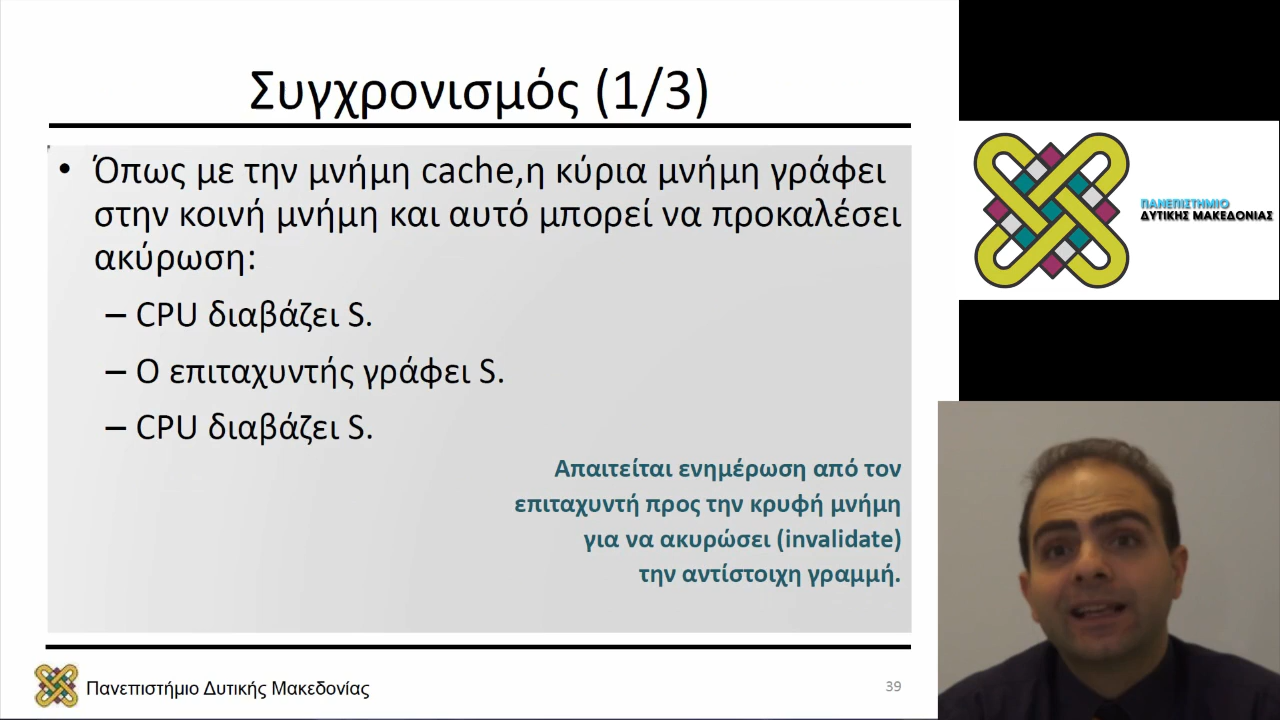 Συγχρονισμός (1/3)
• Όπως με την μνήμη cache,η κύρια μνήμη γράφει
στην κοινή μνήμη και αυτό μπορεί να προκαλέσει
ακύρωση:
– CPU διαβάζει S.
– Ο επιταχυντής γράφει S.
– CPU διαβάζει S.
Απαιτείται ενημέρωση από τον
επιταχυντή προς την κρυφή μνήμη
για να ακυρώσει (invalidate)
την αντίστοιχη γραμμή.
Πανεπιστήμιο Δυτικής Μακεδονίας
39
ΠΑΝΕΠΙΣΤΗΜΙΟ
ΔΥΤΙΚΗΣ ΜΑΚΕΔΟΝΙΑΣ